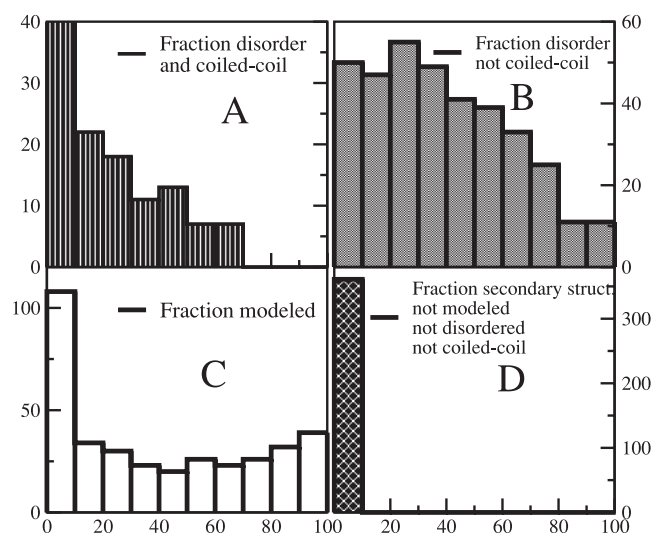 40
30
20
10
0
Fraction disorder
and coiled-coil
A
60
40
20
0
Fraction disorder
not coiled-coil
B
100
50
0
Fraction modeled
C
0 20 40 60 80 100
300
200
100
0
Fraction secondary struct.
not modeled
not disordered
not coiled-coil
D
20 40 60 80 100